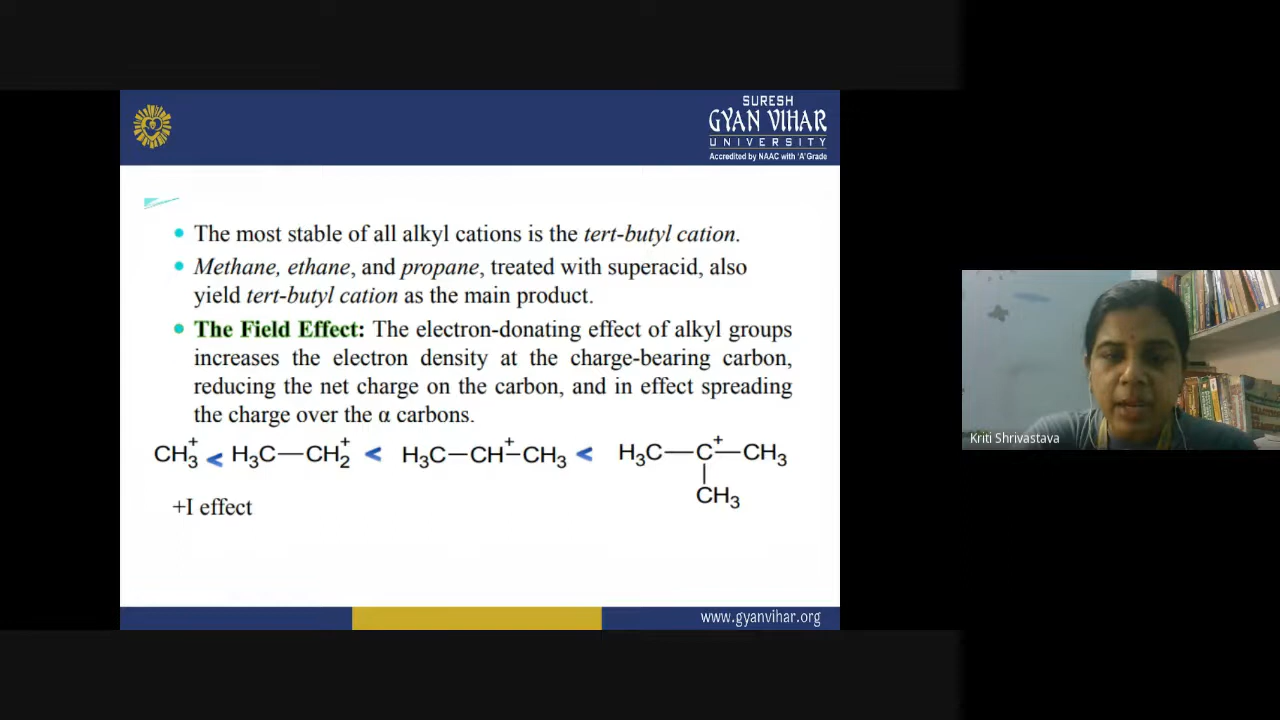 SURESH
GYAN VIHAR
UNIVERSITY
Accredited by NAAC with 'A' Grade
• The most stable of all alkyl cations is the tert-butyl cation.
• Methane, ethane, and propane, treated with superacid, also
yield tert-butyl cation as the main product.
• The Field Effect: The electron-donating effect of alkyl groups
increases the electron density at the charge-bearing carbon,
reducing the net charge on the carbon, and in effect spreading
the charge over the α carbons.
CH₃⁺ < H₃C—CH₂⁺ < H₃C—CH⁺—CH₃ < H₃C—C⁺—CH₃
CH₃
+I effect
www.gyanvihar.org
Kriti Shrivastava